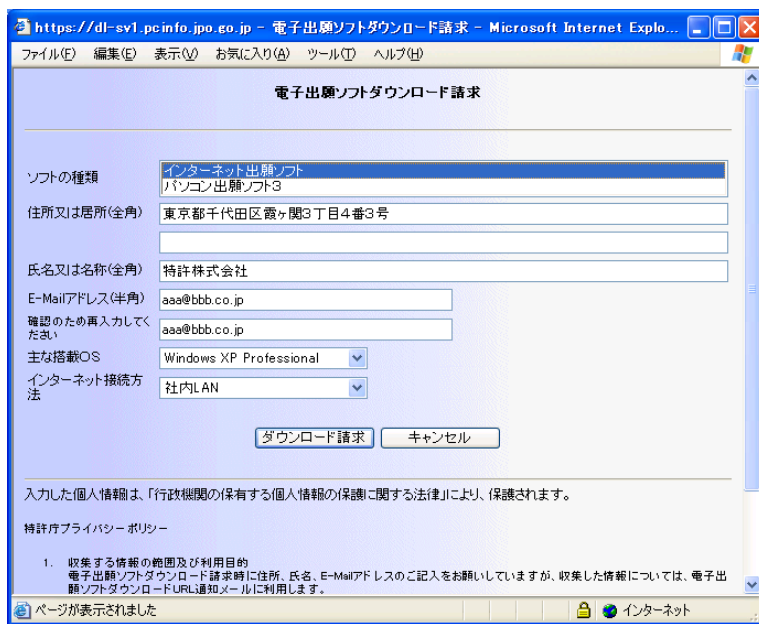 https://dl-sv1.pcinfo.jpo.go.jp - 電子出願ソフトダウンロード請求 - Microsoft Internet Explo...
ファイル(F) 編集(E) 表示(V) お気に入り(A) ツール(T) ヘルプ(H)
電子出願ソフトダウンロード請求
ソフトの種類
インターネット出願ソフト
パソコン出願ソフト3
住所又は居所(全角) 東京都千代田区霞ヶ関3丁目4番3号
氏名又は名称(全角) 特許株式会社
E-Mailアドレス(半角) aaa@bbb.co.jp
確認のため再入力してく
ださい
aaa@bbb.co.jp
主な搭載OS Windows XP Professional
インターネット接続方
法
社内LAN
ダウンロード請求 キャンセル
入力した個人情報は、「行政機関の保有する個人情報の保護に関する法律」により、保護されます。
特許庁プライバシーポリシー
1. 収集する情報の範囲及び利用目的
電子出願ソフトダウンロード請求時に住所、氏名、E-Mailアドレスのご記入をお願いしていますが、収集した情報については、電子出
願ソフトダウンロードURL通知メールに利用します。
ページが表示されました インターネット